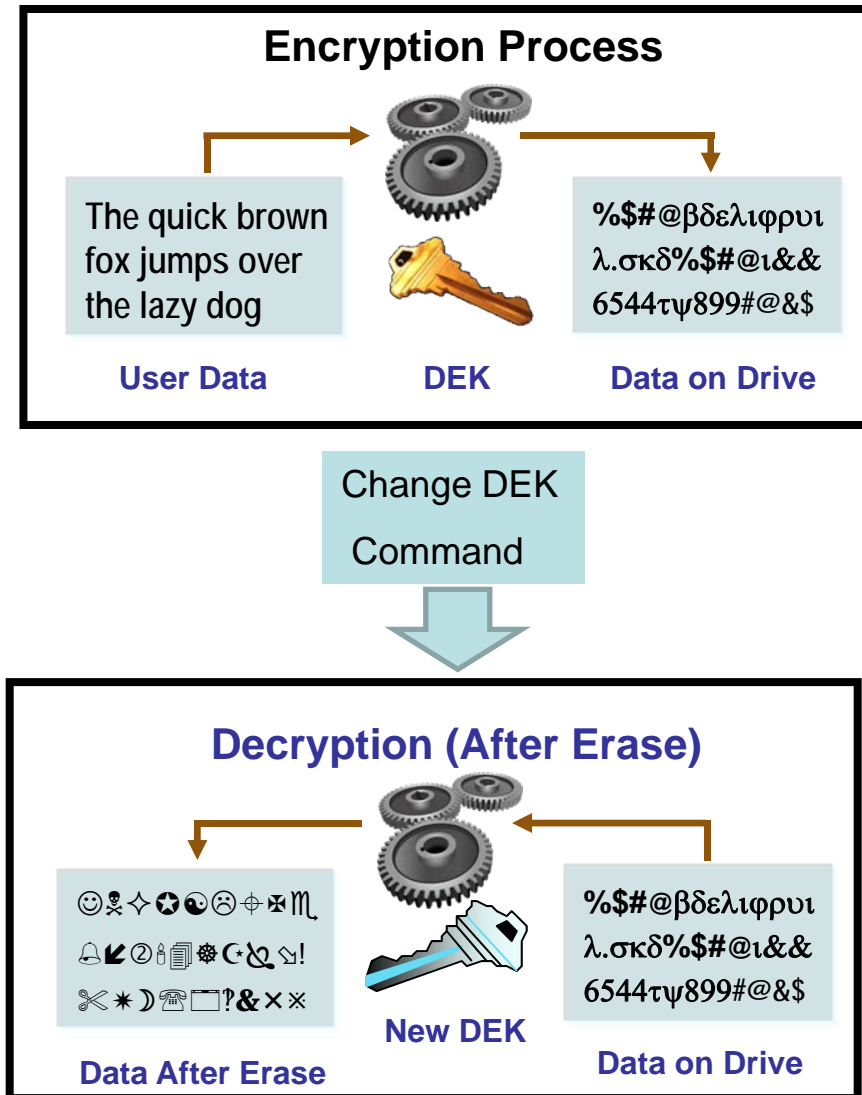 Encryption Process
The quick brown
fox jumps over
the lazy dog
%$#@βδελιφρυι
λ.σκδ%$#@ι&&
6544τψ899#@&$
User Data
DEK
Data on Drive
Change DEK
Command
Decryption (After Erase)
☺☠✧✪☯☹⌖✠♏
🔔↙②🕯🗐☸☪⅋⇘!
✂✴☽☎🗔‽&✕※
%$#@βδελιφρυι
λ.σκδ%$#@ι&&
6544τψ899#@&$
New DEK
Data After Erase
Data on Drive